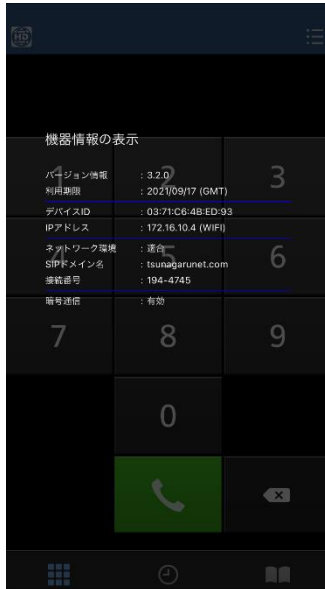 HD
機器情報の表示
バージョン情報 : 3.2.0
利用期限 : 2021/09/17 (GMT)
デバイスID : 03:71:C6:4B:ED:93
IPアドレス : 172.16.10.4 (WIFI)
ネットワーク環境 : 適合
SIPドメイン名 : tsunagarunet.com
接続番号 : 194-4745
暗号通信 : 有効
1 2 3
4 5 6
7 8 9
0